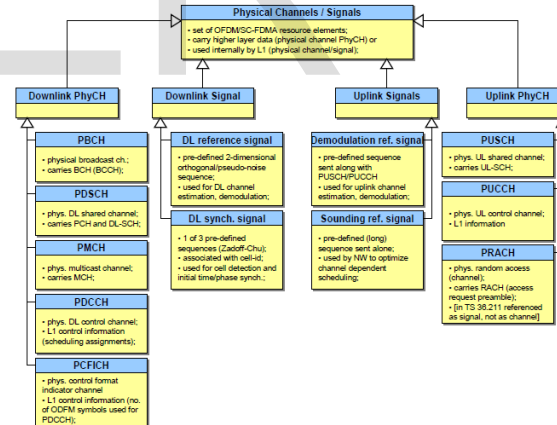 Physical Channels / Signals
• set of OFDM/SC-FDMA resource elements;
• carry higher layer data (physical channel PhyCH) or
• used internally by L1 (physical channel/signal);
Downlink PhyCH
Downlink Signal
Uplink Signals
Uplink PhyCH
PBCH
• physical broadcast ch.;
• carries BCH (BCCH);
PDSCH
• phys. DL shared channel;
• carries PCH and DL-SCH;
PMCH
• phys. multicast channel;
• carries MCH;
PDCCH
• phys. DL control channel;
• L1 control information
(scheduling assignments);
PCFICH
• phys. control format
indicator channel
• L1 control information (no.
of ODFM symbols used for
PDCCH);
DL reference signal
• pre-defined 2-dimensional
orthogonal/pseudo-noise
sequence;
• used for DL channel
estimation, demodulation;
DL synch. signal
• 1 of 3 pre-defined
sequences (Zadoff-Chu);
• associated with cell-id;
• used for cell detection and
initial time/phase synch.;
Demodulation ref. signal
• pre-defined sequence
sent along with
PUSCH/PUCCH
• used for uplink channel
estimation, demodulation;
Sounding ref. signal
• pre-defined (long)
sequence sent alone;
• used by NW to optimize
channel dependent
scheduling;
PUSCH
• phys. UL shared channel;
• carries UL-SCH;
PUCCH
• phys. UL control channel;
• L1 information
PRACH
• phys. random access
(channel);
• carries RACH (access
request preamble);
• [in TS 36.211 referenced
as signal, not as channel]